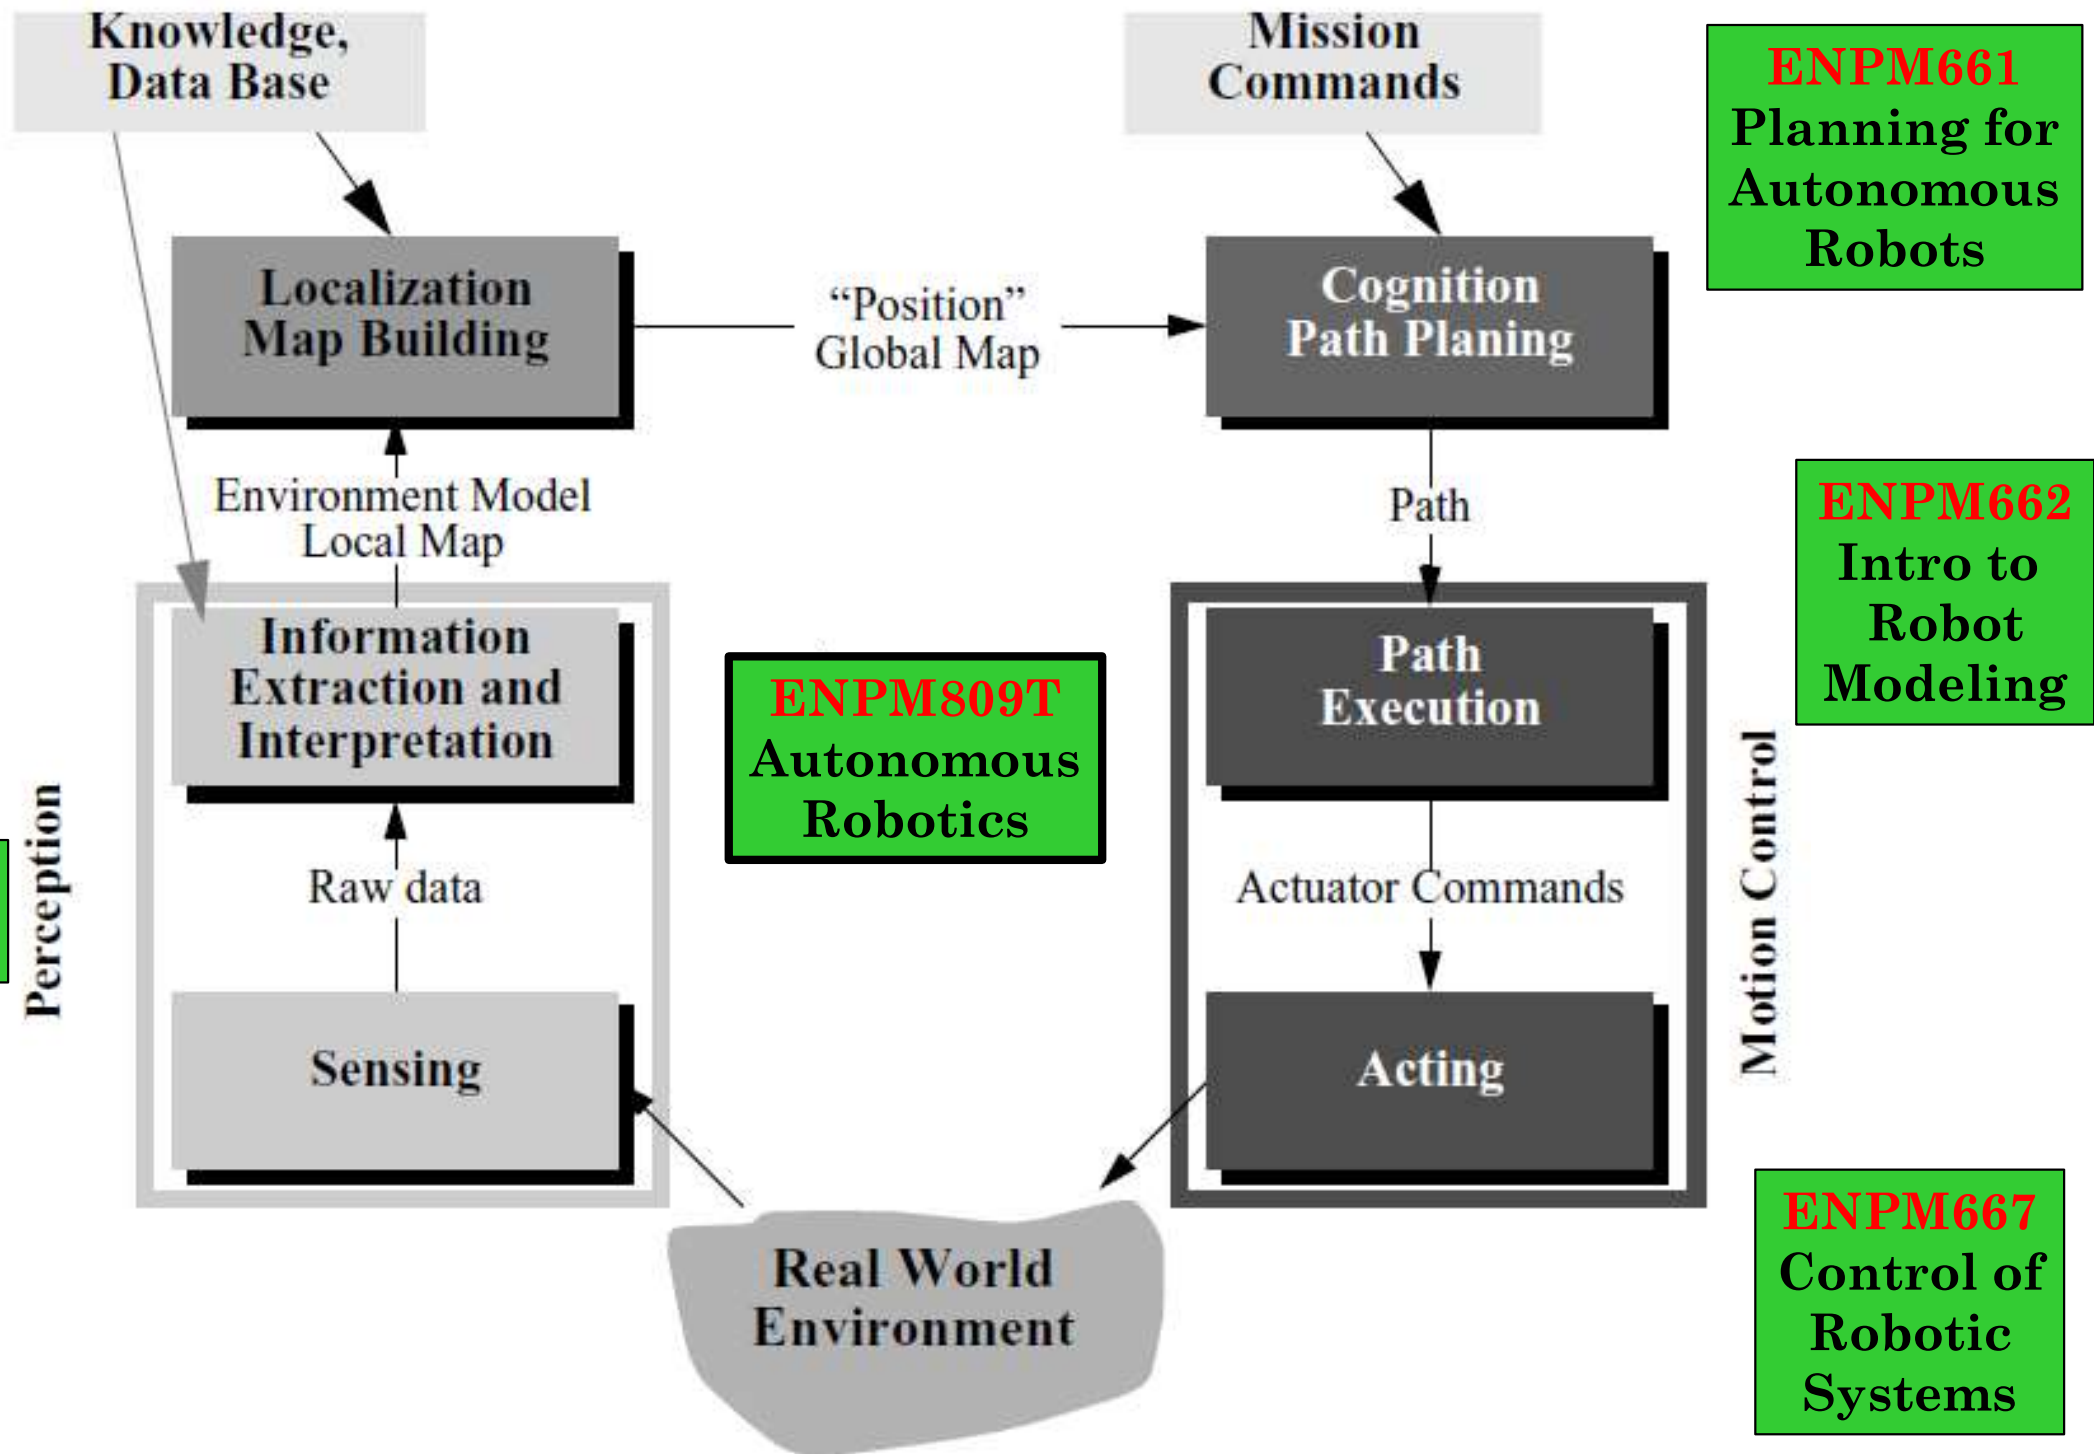 Knowledge,
Data Base
Mission
Commands
ENPM661
Planning for
Autonomous
Robots
Localization
Map Building
“Position”
Global Map
Cognition
Path Planing
Environment Model
Local Map
Path
ENPM662
Intro to
Robot
Modeling
Information
Extraction and
Interpretation
ENPM809T
Autonomous
Robotics
Path
Execution
Perception
Raw data
Actuator Commands
Motion Control
Sensing
Acting
Real World
Environment
ENPM667
Control of
Robotic
Systems